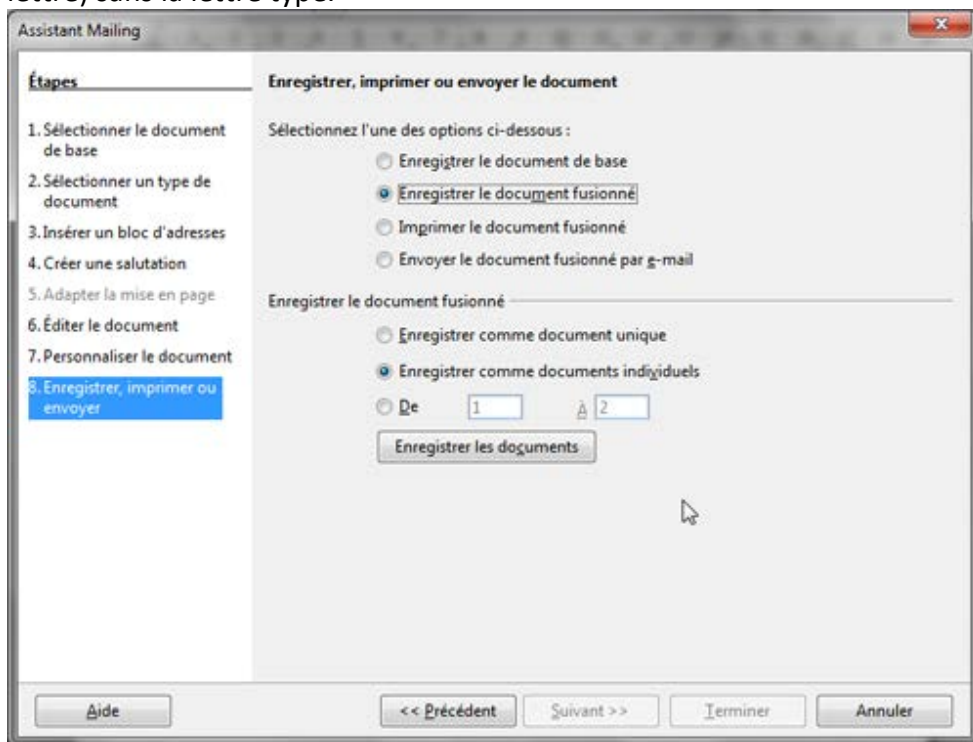 lettre, sans la lettre type.
Assistant Mailing
Étapes
Enregistrer, imprimer ou envoyer le document
1. Sélectionner le document
de base
2. Sélectionner un type de
document
3. Insérer un bloc d'adresses
4. Créer une salutation
5. Adapter la mise en page
6. Éditer le document
7. Personnaliser le document
8. Enregistrer, imprimer ou
envoyer
Sélectionnez l'une des options ci-dessous :
Enregistrer le document de base
Enregistrer le document fusionné
Imprimer le document fusionné
Envoyer le document fusionné par e-mail
Enregistrer le document fusionné
Enregistrer comme document unique
Enregistrer comme documents individuels
De 1 à 2
Enregistrer les documents
Aide
<< Précédent
Suivant >>
Terminer
Annuler